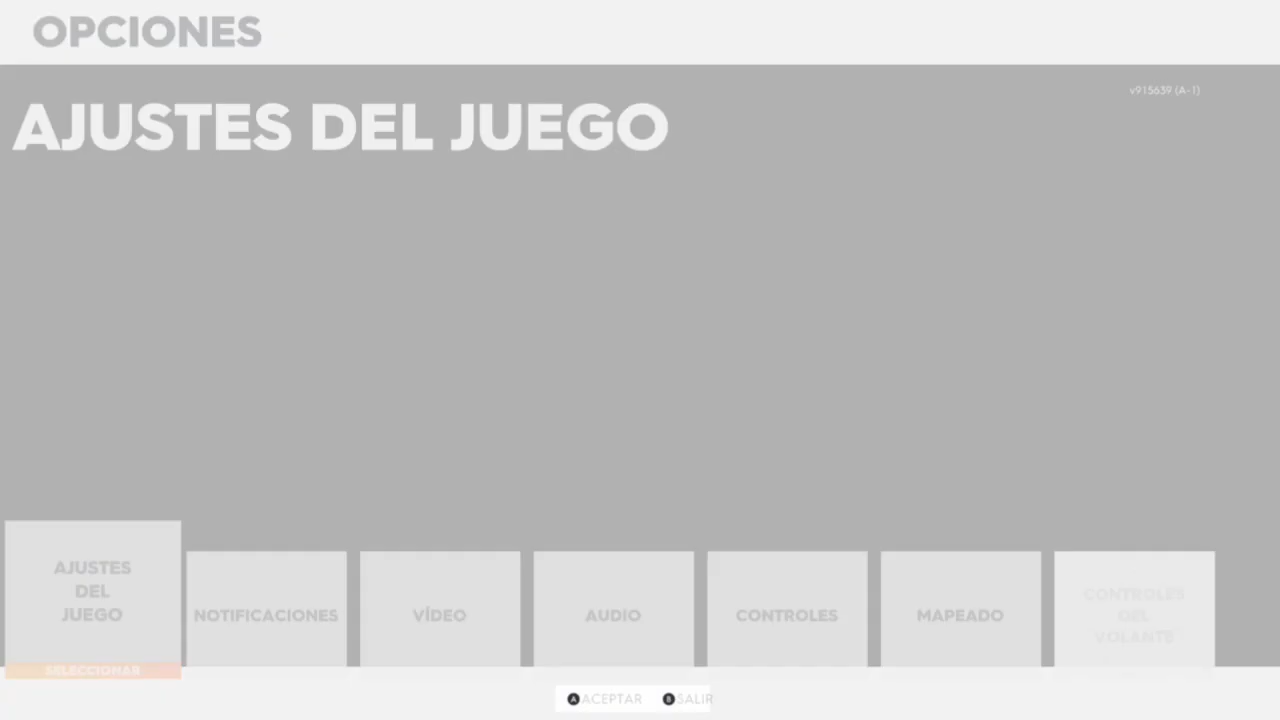 OPCIONES
v915639 (A-1)
AJUSTES DEL JUEGO
AJUSTES
DEL
JUEGO
SELECCIONAR
NOTIFICACIONES
VÍDEO
AUDIO
CONTROLES
MAPEADO
CONTROLES
DEL
VOLANTE
A ACEPTAR B SALIR